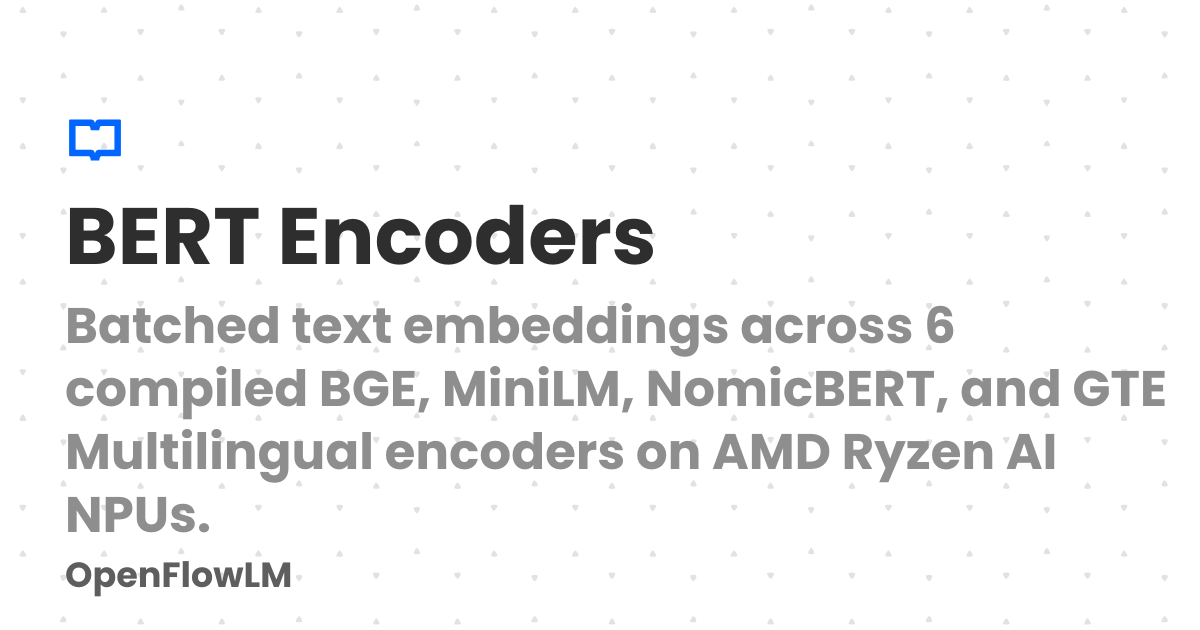 BERT Encoders
Batched text embeddings across 6
compiled BGE, MiniLM, NomicBERT, and GTE
Multilingual encoders on AMD Ryzen AI
NPUs.
OpenFlowLM